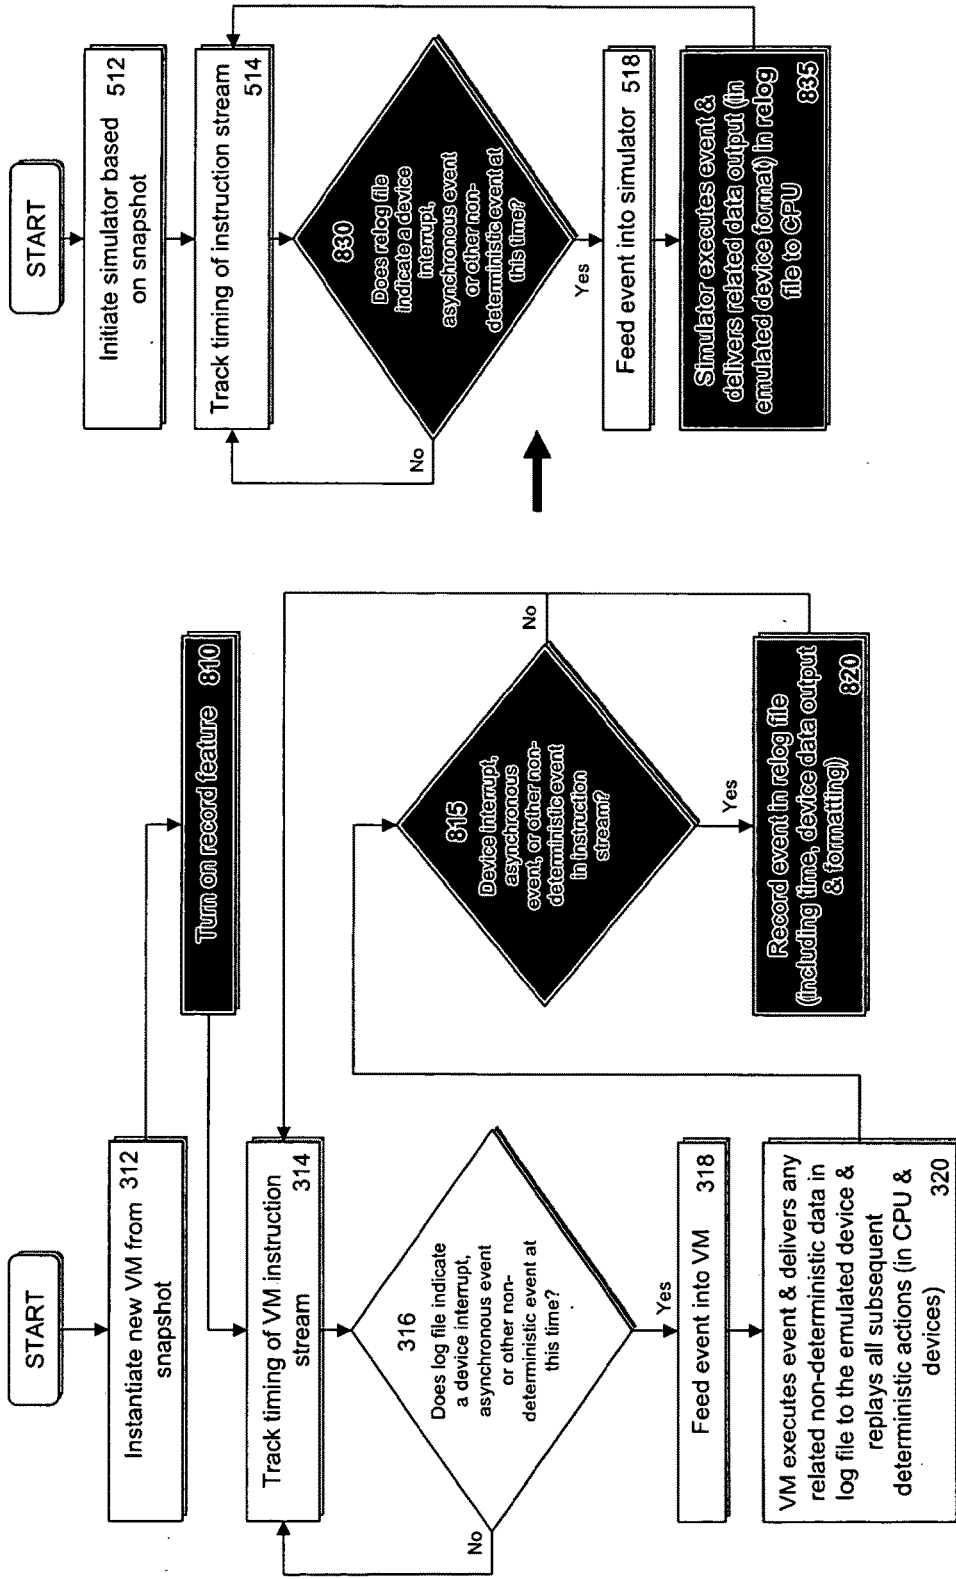 START
Instantiate new VM from 312
snapshot
Turn on record feature 810
Track timing of VM instruction
stream 314
316
Does log file indicate
a device interrupt,
asynchronous event
or other non-
deterministic event at
this time?
No
Yes
Feed event into VM 318
VM executes event & delivers any
related non-deterministic data in
log file to the emulated device &
replays all subsequent
deterministic actions (in CPU &
devices) 320
815
Device interrupt,
asynchronous
event, or other non-
deterministic event
in instruction
stream?
No
Yes
Record event in relog file
(including time, device data output
& formatting) 820
START
Initiate simulator based
on snapshot 512
Track timing of instruction stream
514
830
Does relog file
indicate a device
interrupt,
asynchronous event
or other non-
deterministic event at
this time?
No
Yes
Feed event into simulator
518
Simulator executes event &
delivers related data output (in
emulated device format) in relog
file to CPU 835